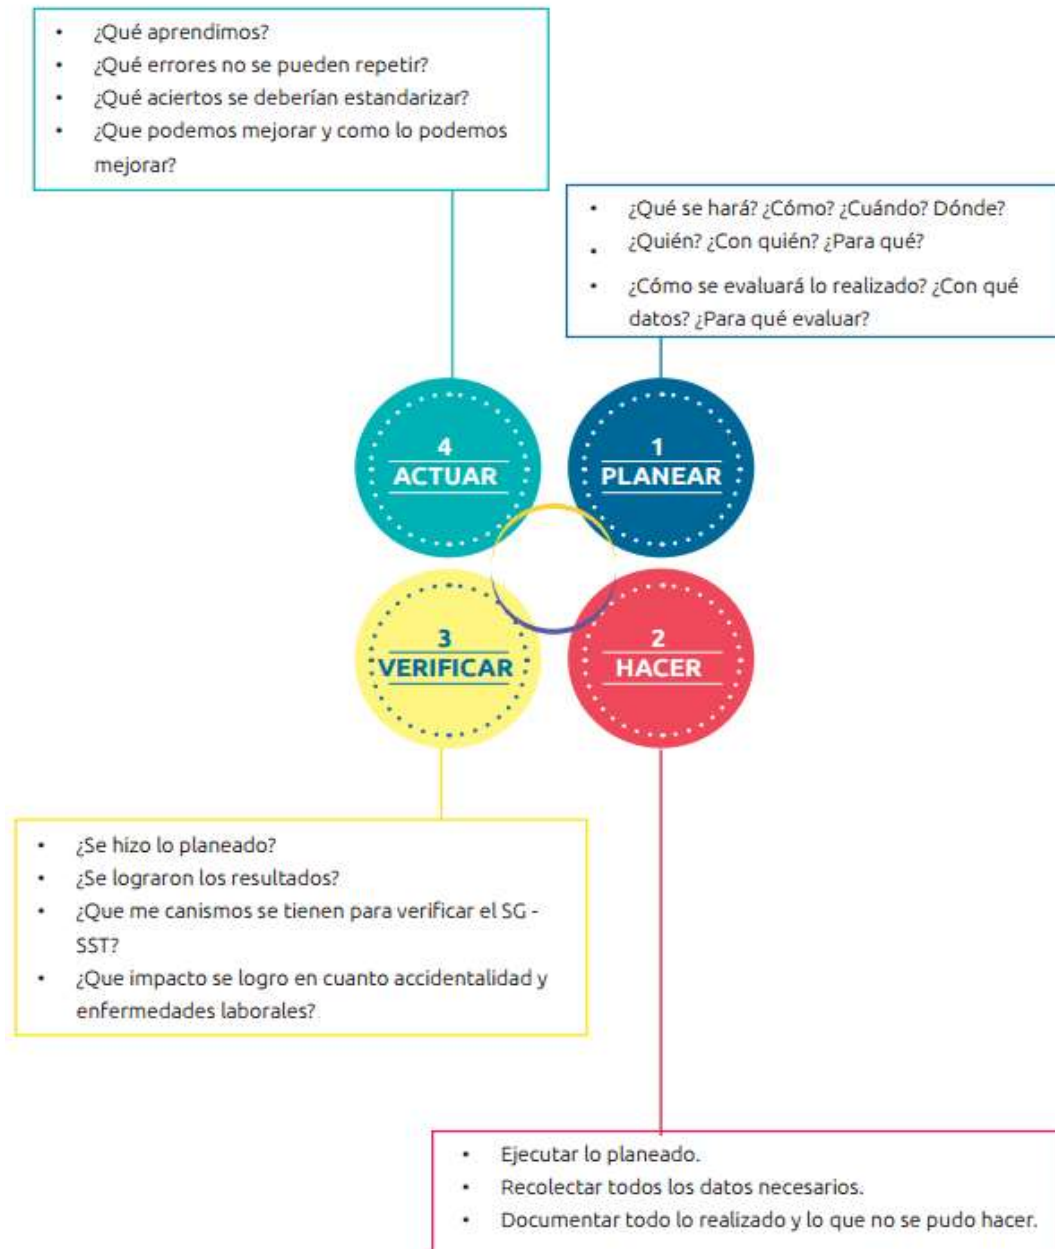 • ¿Qué aprendimos?
• ¿Qué errores no se pueden repetir?
• ¿Qué aciertos se deberían estandarizar?
• ¿Que podemos mejorar y como lo podemos
mejorar?
• ¿Qué se hará? ¿Cómo? ¿Cuándo? Dónde?
• ¿Quién? ¿Con quién? ¿Para qué?
• ¿Cómo se evaluará lo realizado? ¿Con qué
datos? ¿Para qué evaluar?
4
ACTUAR
1
PLANEAR
3
VERIFICAR
2
HACER
• ¿Se hizo lo planeado?
• ¿Se lograron los resultados?
• ¿Que me canismos se tienen para verificar el SG -
SST?
• ¿Que impacto se logro en cuanto accidentalidad y
enfermedades laborales?
• Ejecutar lo planeado.
• Recolectar todos los datos necesarios.
• Documentar todo lo realizado y lo que no se pudo hacer.